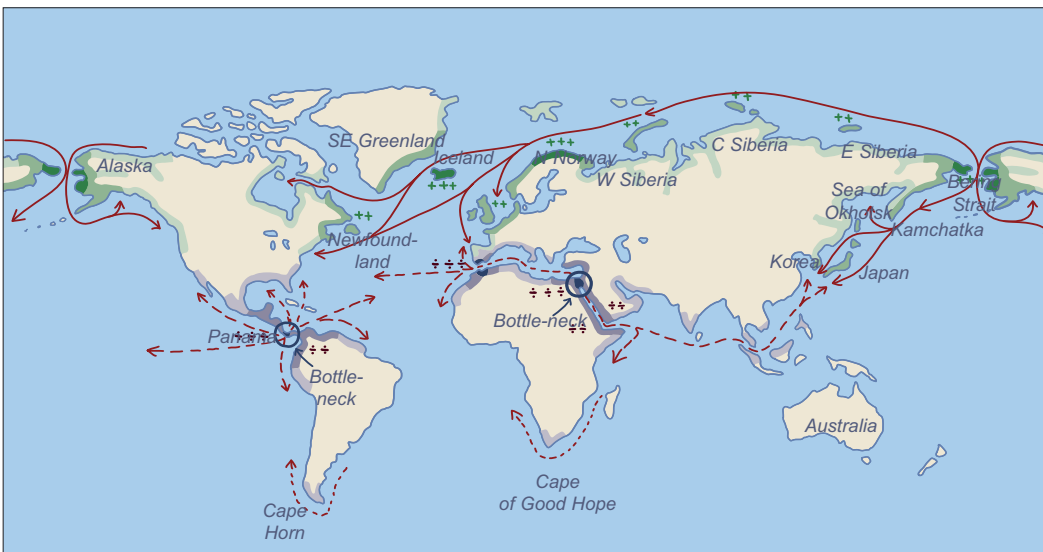 SE Greenland
Iceland
N Norway
C Siberia
E Siberia
Alaska
W Siberia
Sea of
Okhotsk
Bering
Strait
Newfound-
land
Kamchatka
Korea
Japan
Panama
Bottle-neck
Bottle-
neck
Australia
Cape
of Good Hope
Cape
Horn
++
++
++
+++
+++
++
++
÷÷÷
÷÷÷
÷÷
÷÷
÷÷÷
÷÷